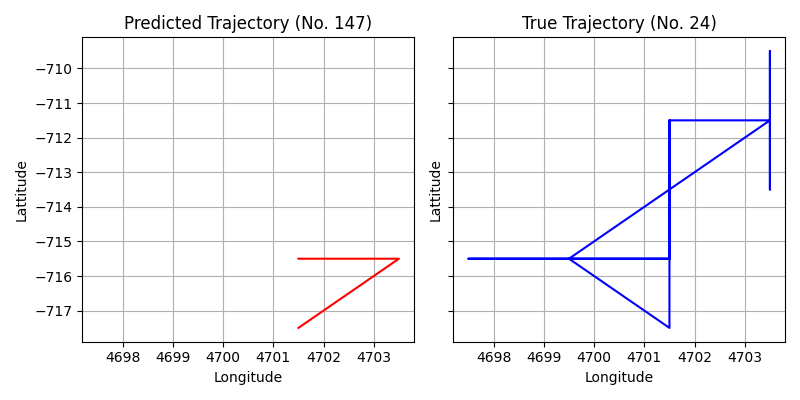 Predicted Trajectory (No. 147)
True Trajectory (No. 24)
Lattitude
−710
−711
−712
−713
−714
−715
−716
−717
4698 4699 4700 4701 4702 4703
Longitude
Lattitude
4698 4699 4700 4701 4702 4703
Longitude